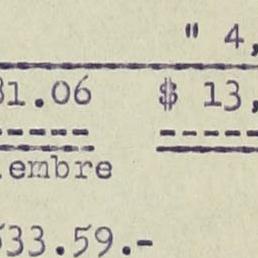 " 4,
31.06 $ 13,
embre
533.59.-